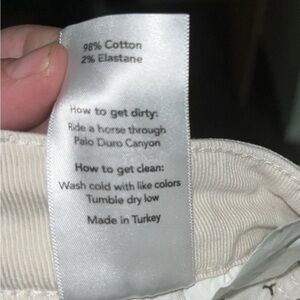 98% Cotton
2% Elastane
How to get dirty:
Ride a horse through
Palo Duro Canyon
How to get clean:
Wash cold with like colors
Tumble dry low
Made in Turkey